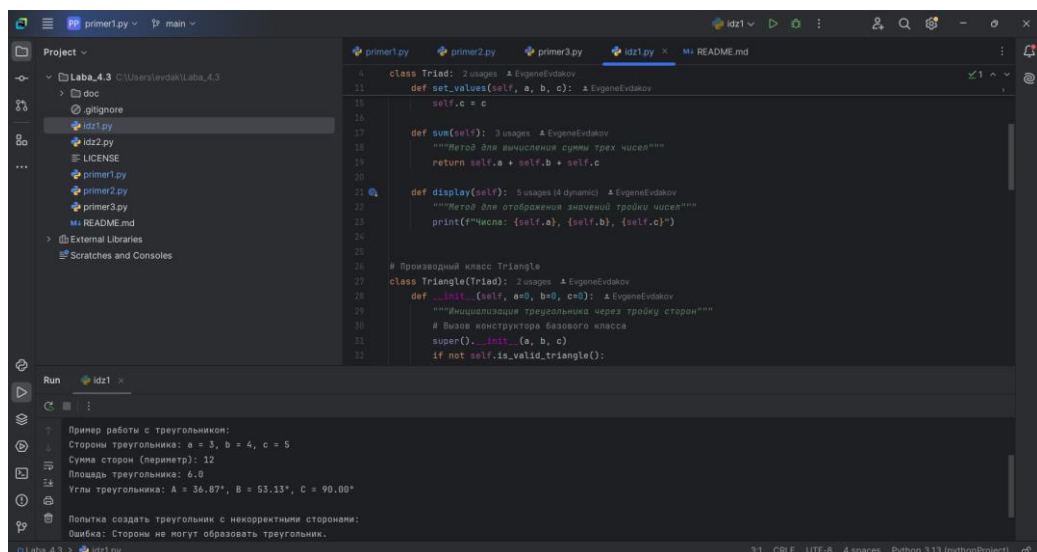 PP primer1.py main idz1
Project
primer1.py primer2.py primer3.py idz1.py README.md
Laba_4.3 C:\Users\evdak\Laba_4.3
doc
.gitignore
idz1.py
idz2.py
LICENSE
primer1.py
primer2.py
primer3.py
README.md
External Libraries
Scratches and Consoles
4 class Triad: 2 usages EvgeneEvdakov
11 def set_values(self, a, b, c): EvgeneEvdakov
15 self.c = c
16
17 def sum(self): 3 usages EvgeneEvdakov
18 """Метод для вычисления суммы трех чисел"""
19 return self.a + self.b + self.c
20
21 def display(self): 5 usages (4 dynamic) EvgeneEvdakov
22 """Метод для отображения значений тройки чисел"""
23 print(f"Числа: {self.a}, {self.b}, {self.c}")
24
25
26 # Производный класс Triangle
27 class Triangle(Triad): 2 usages EvgeneEvdakov
28 def __init__(self, a=0, b=0, c=0): EvgeneEvdakov
29 """Инициализация треугольника через тройку сторон"""
30 # Вызов конструктора базового класса
31 super().__init__(a, b, c)
32 if not self.is_valid_triangle():
1
Run idz1
Пример работы с треугольником:
Стороны треугольника: a = 3, b = 4, c = 5
Сумма сторон (периметр): 12
Площадь треугольника: 6.0
Углы треугольника: A = 36.87°, B = 53.13°, C = 90.00°
Попытка создать треугольник с некорректными сторонами:
Ошибка: Стороны не могут образовать треугольник.
Laba_4.3 > idz1.py 3:1 CRLF UTF-8 4 spaces Python 3.13 (pythonProject)